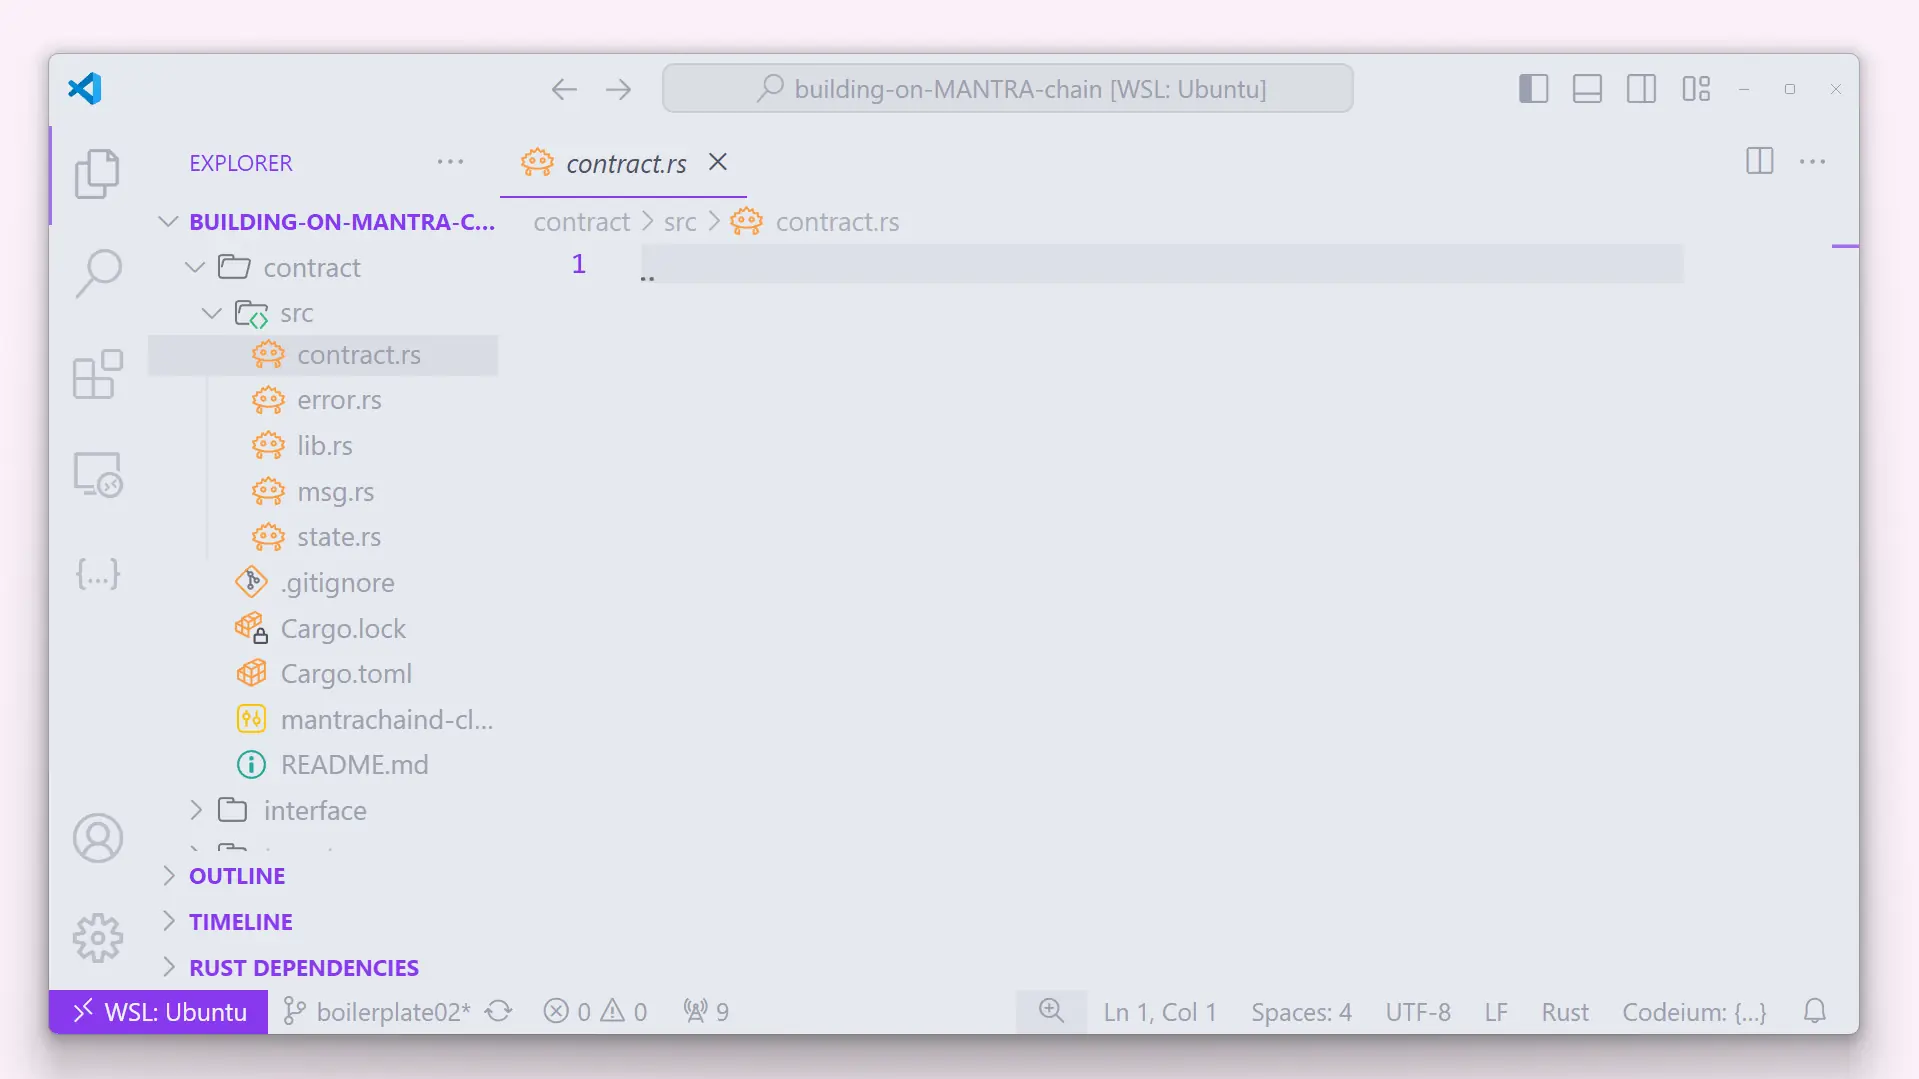 building-on-MANTRA-chain [WSL: Ubuntu]
EXPLORER
contract.rs
BUILDING-ON-MANTRA-C...
contract > src > contract.rs
contract
1
src
contract.rs
error.rs
lib.rs
msg.rs
state.rs
.gitignore
Cargo.lock
Cargo.toml
mantrachaind-cl...
README.md
interface
OUTLINE
TIMELINE
RUST DEPENDENCIES
WSL: Ubuntu boilerplate02* 0 0 9 Ln 1, Col 1 Spaces: 4 UTF-8 LF Rust Codeium: {...}